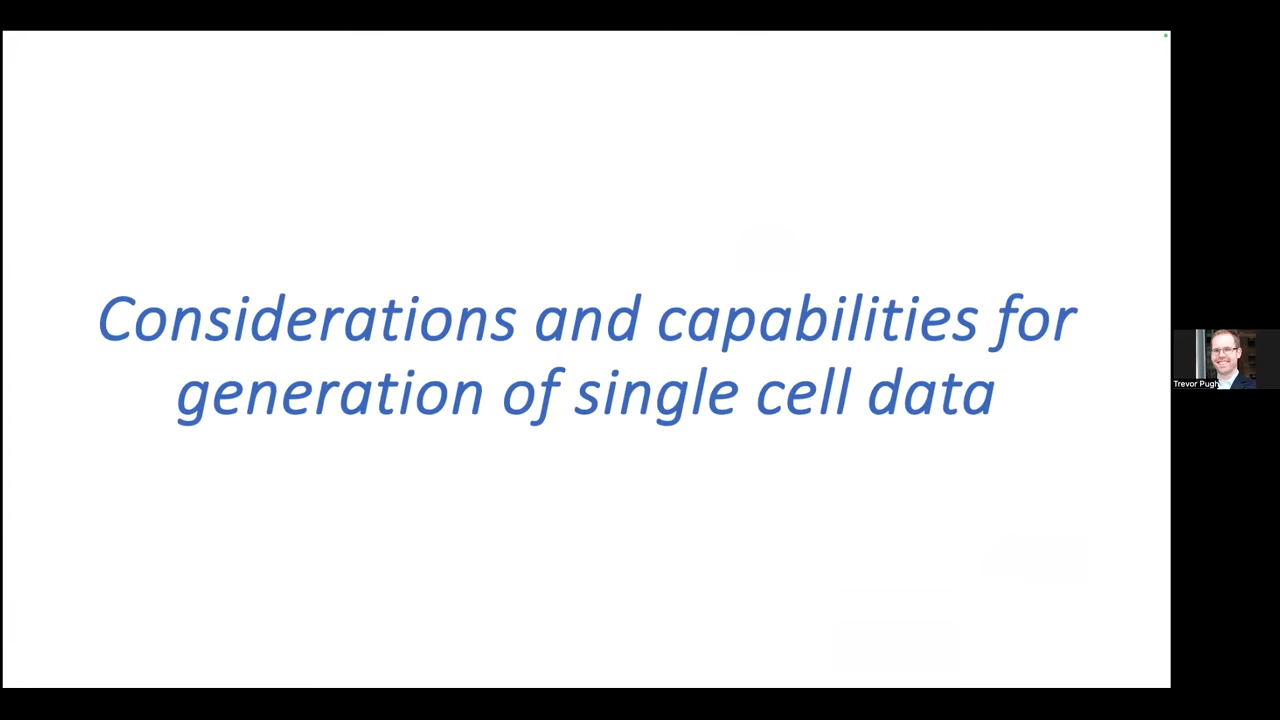 Considerations and capabilities for
generation of single cell data
Trevor Pugh